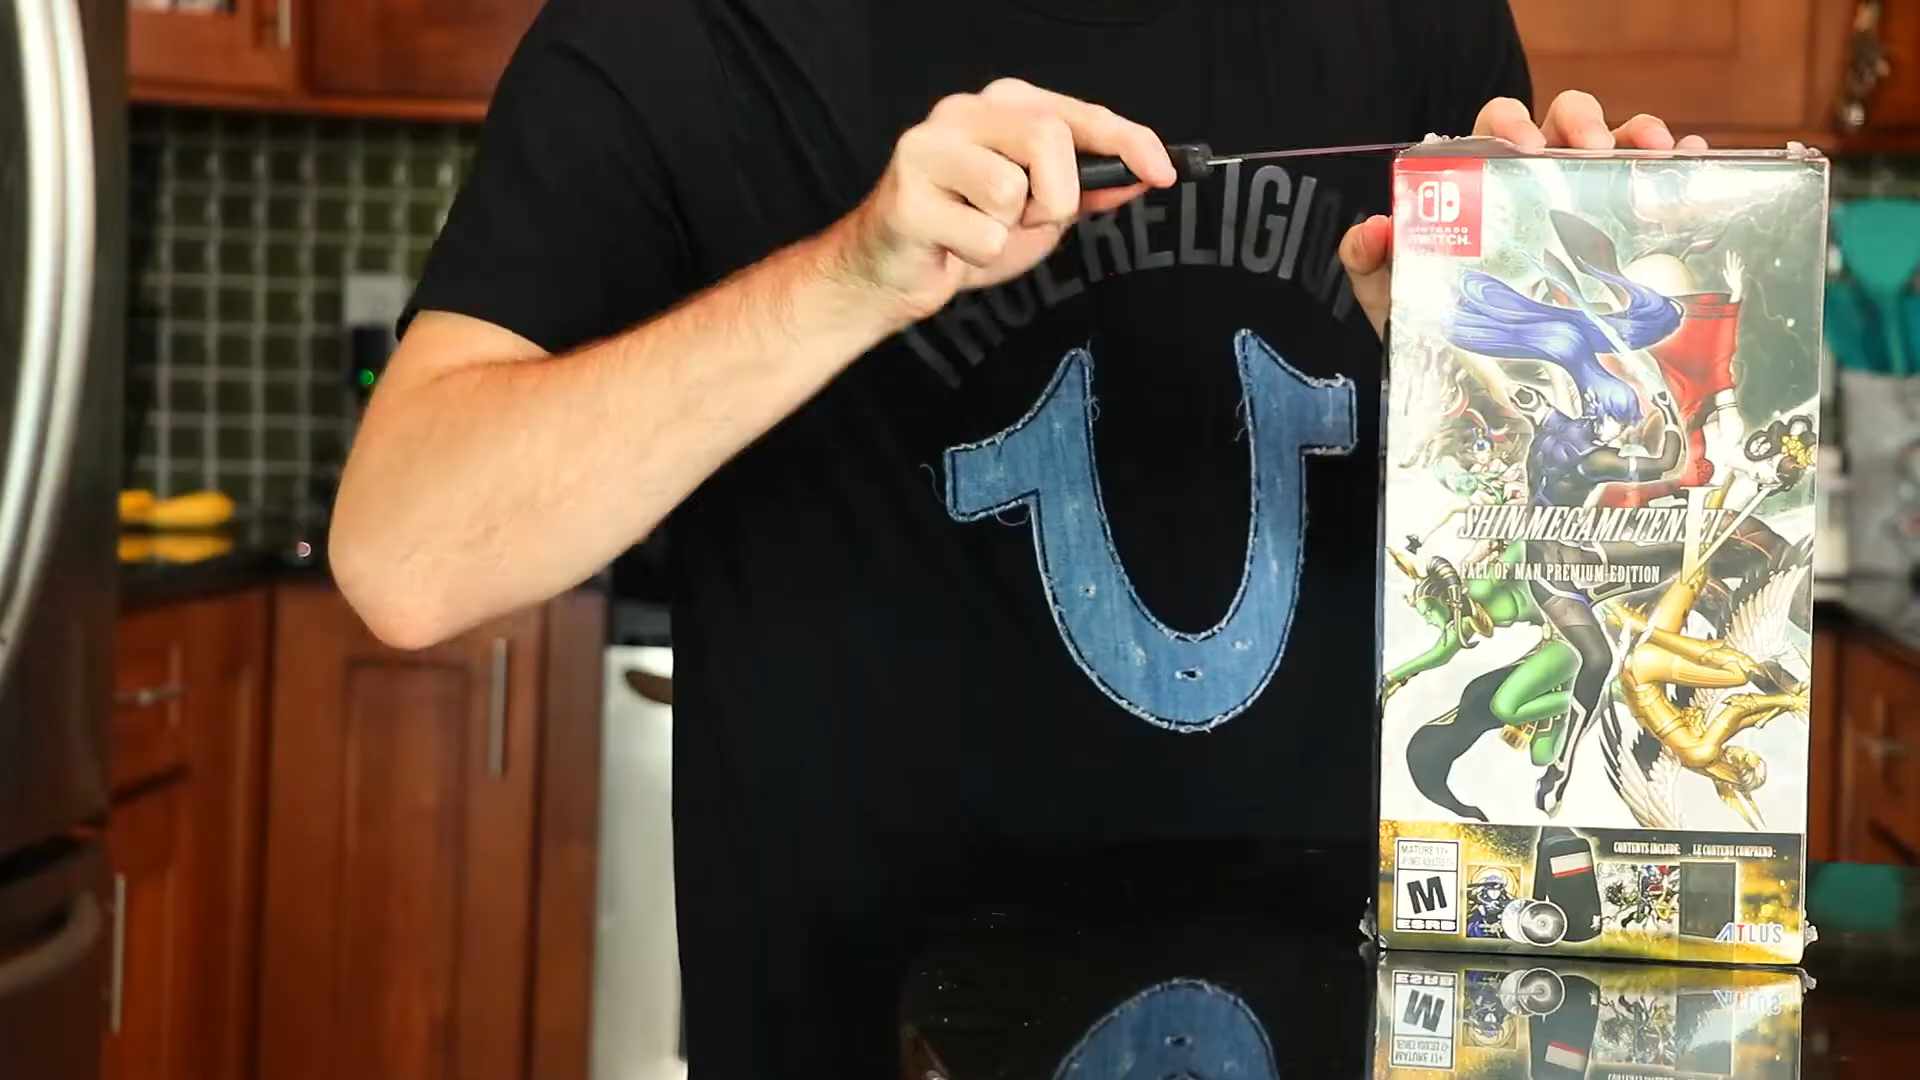 TRUE RELIGION
NINTENDO
SWITCH
SHIN MEGAMI TENSEI
V
FALL OF MAN PREMIUM EDITION
CONTENTS INCLUDE: LE CONTENU COMPREND:
MATURE 17+
M
ESRB
ATLUS